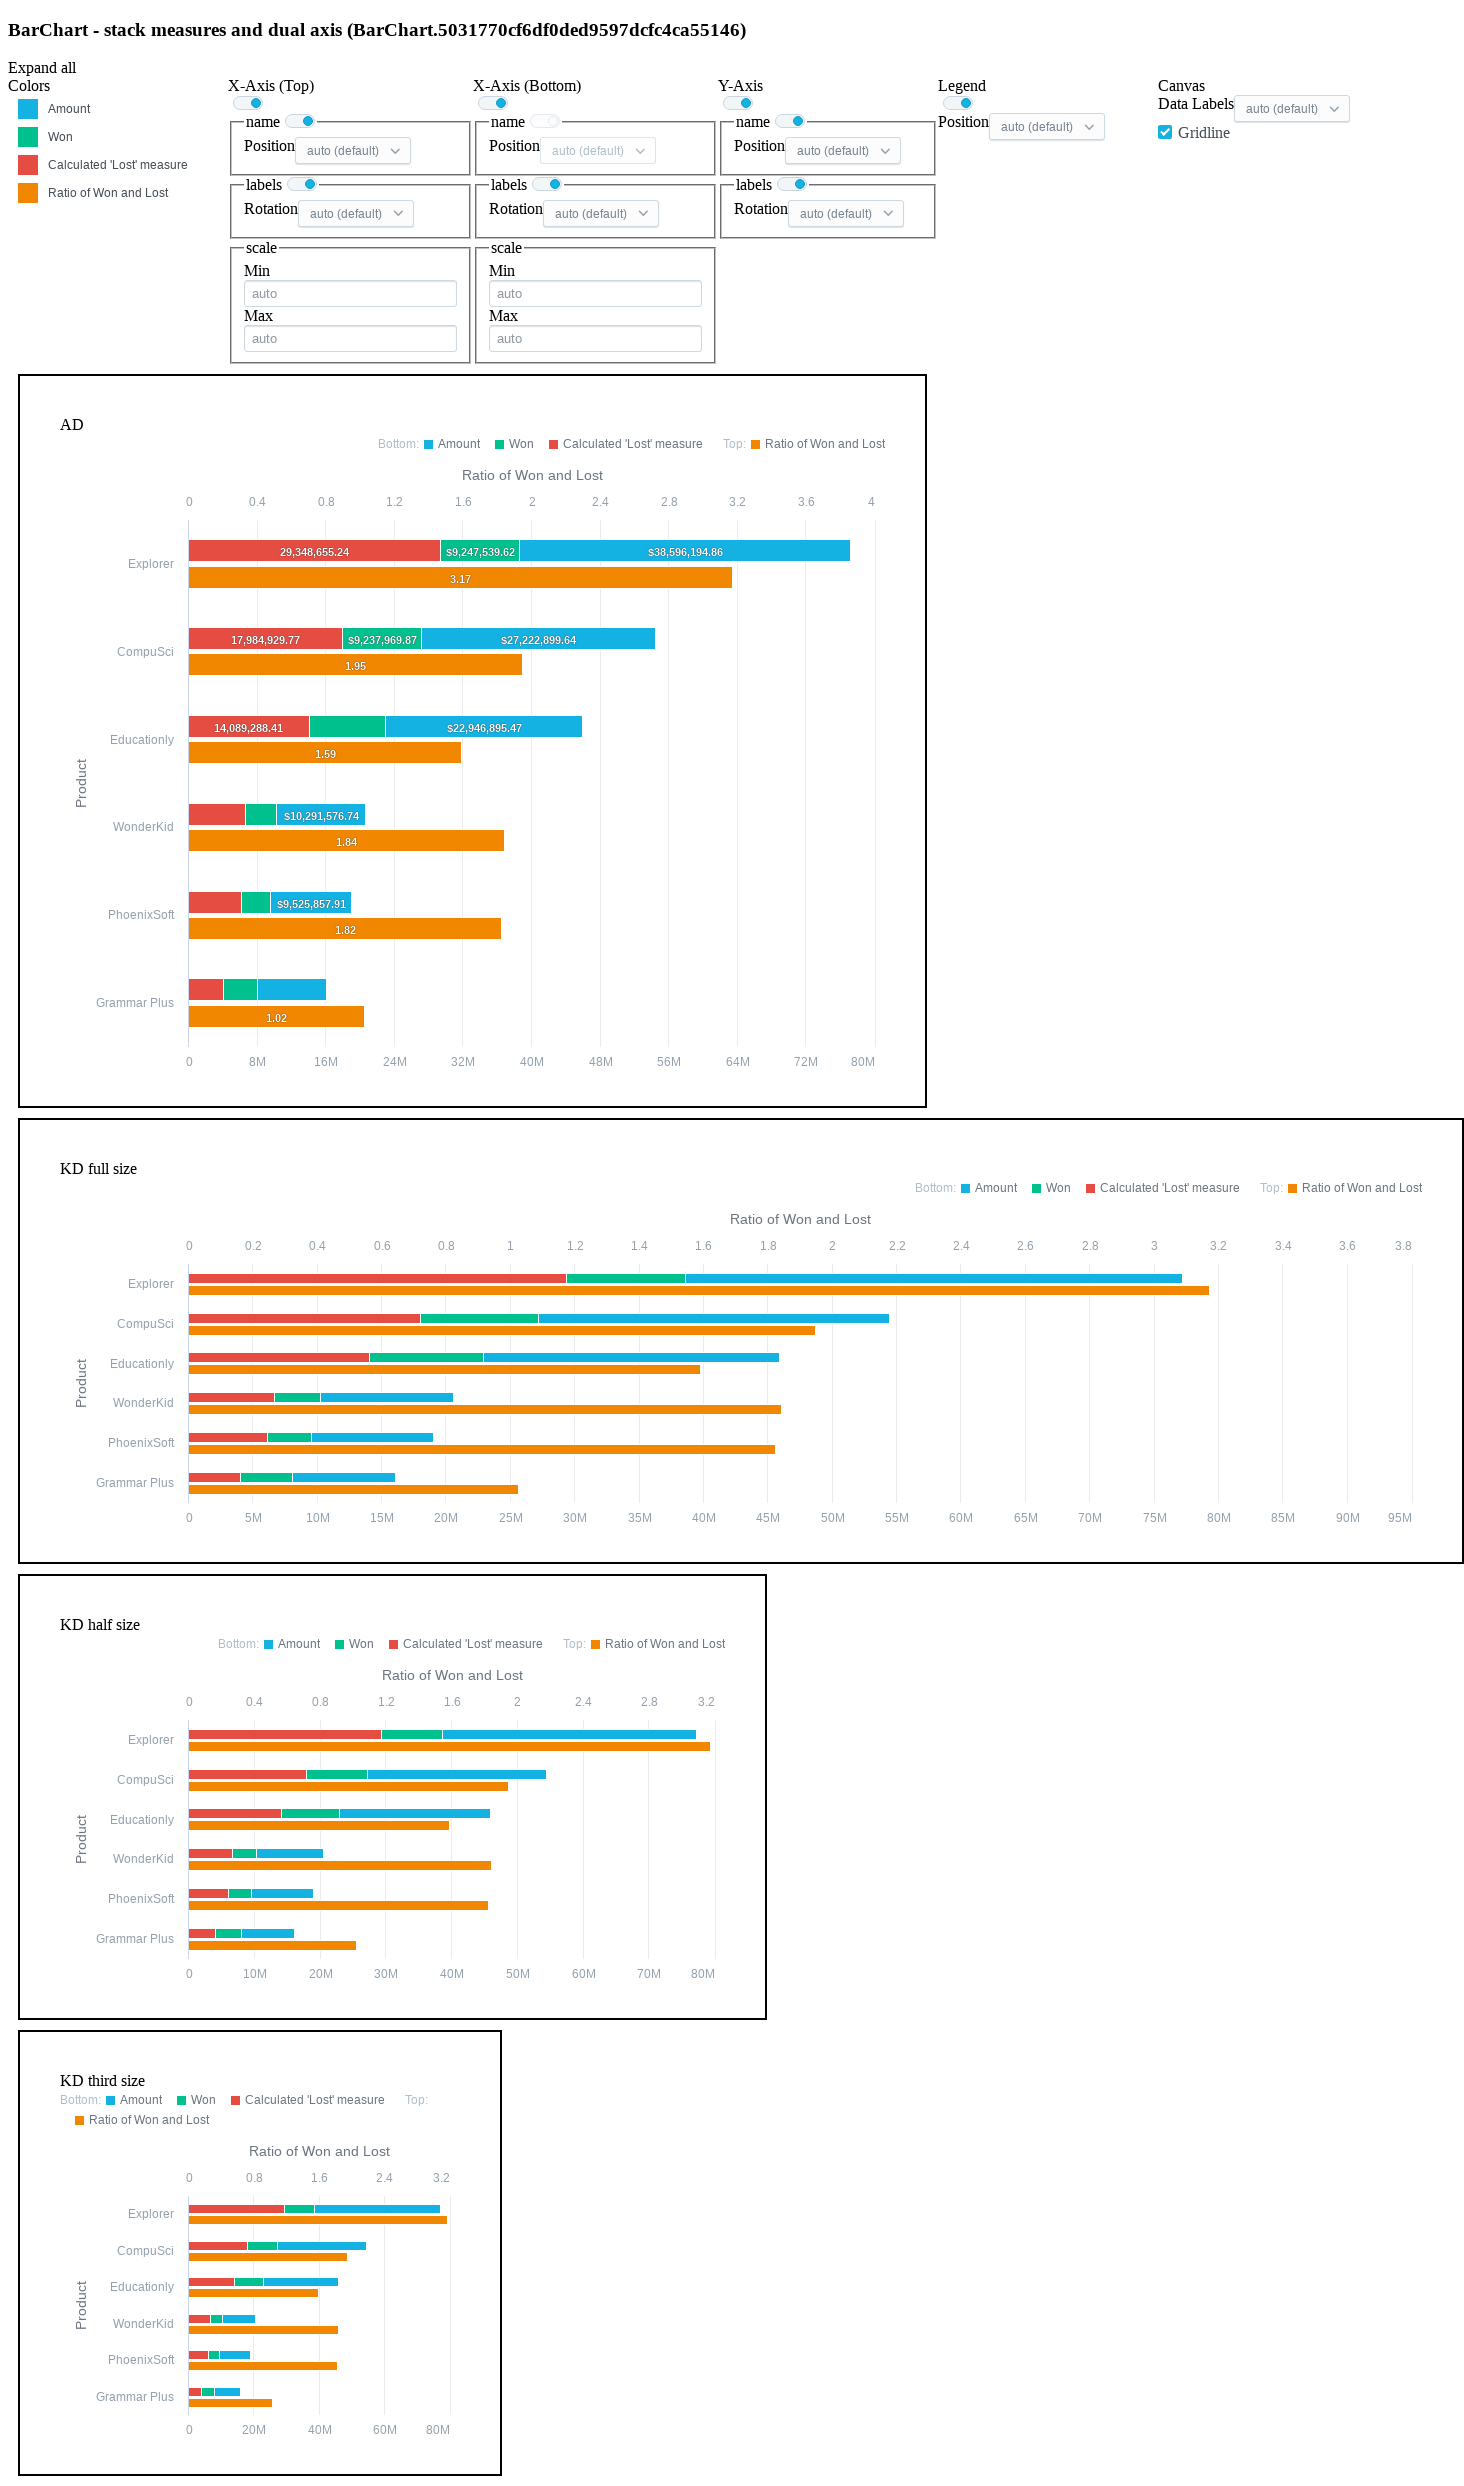 BarChart - stack measures and dual axis (BarChart.5031770cf6df0ded9597dcfc4ca55146)
Expand all
Colors
Amount
Won
Calculated 'Lost' measure
Ratio of Won and Lost
X-Axis (Top)
name
Position auto (default)
labels
Rotation auto (default)
scale
Min
auto
Max
auto
X-Axis (Bottom)
name
Position auto (default)
labels
Rotation auto (default)
scale
Min
auto
Max
auto
Y-Axis
name
Position auto (default)
labels
Rotation auto (default)
Legend
Position auto (default)
Canvas
Data Labels auto (default)
Gridline
AD
Bottom: Amount Won Calculated 'Lost' measure Top: Ratio of Won and Lost
Ratio of Won and Lost
0 0.4 0.8 1.2 1.6 2 2.4 2.8 3.2 3.6 4
Explorer 29,348,655.24 $9,247,539.62 $38,596,194.86
3.17
CompuSci 17,984,929.77 $9,237,969.87 $27,222,899.64
1.95
Educationly 14,089,288.41 $22,946,895.47
1.59
Product
WonderKid $10,291,576.74
1.84
PhoenixSoft $9,525,857.91
1.82
Grammar Plus
1.02
0 8M 16M 24M 32M 40M 48M 56M 64M 72M 80M
KD full size
Bottom: Amount Won Calculated 'Lost' measure Top: Ratio of Won and Lost
Ratio of Won and Lost
0 0.2 0.4 0.6 0.8 1 1.2 1.4 1.6 1.8 2 2.2 2.4 2.6 2.8 3 3.2 3.4 3.6 3.8
Explorer
CompuSci
Educationly
Product
WonderKid
PhoenixSoft
Grammar Plus
0 5M 10M 15M 20M 25M 30M 35M 40M 45M 50M 55M 60M 65M 70M 75M 80M 85M 90M 95M
KD half size
Bottom: Amount Won Calculated 'Lost' measure Top: Ratio of Won and Lost
Ratio of Won and Lost
0 0.4 0.8 1.2 1.6 2 2.4 2.8 3.2
Explorer
CompuSci
Educationly
Product
WonderKid
PhoenixSoft
Grammar Plus
0 10M 20M 30M 40M 50M 60M 70M 80M
KD third size
Bottom: Amount Won Calculated 'Lost' measure Top:
Ratio of Won and Lost
Ratio of Won and Lost
0 0.8 1.6 2.4 3.2
Explorer
CompuSci
Educationly
Product
WonderKid
PhoenixSoft
Grammar Plus
0 20M 40M 60M 80M